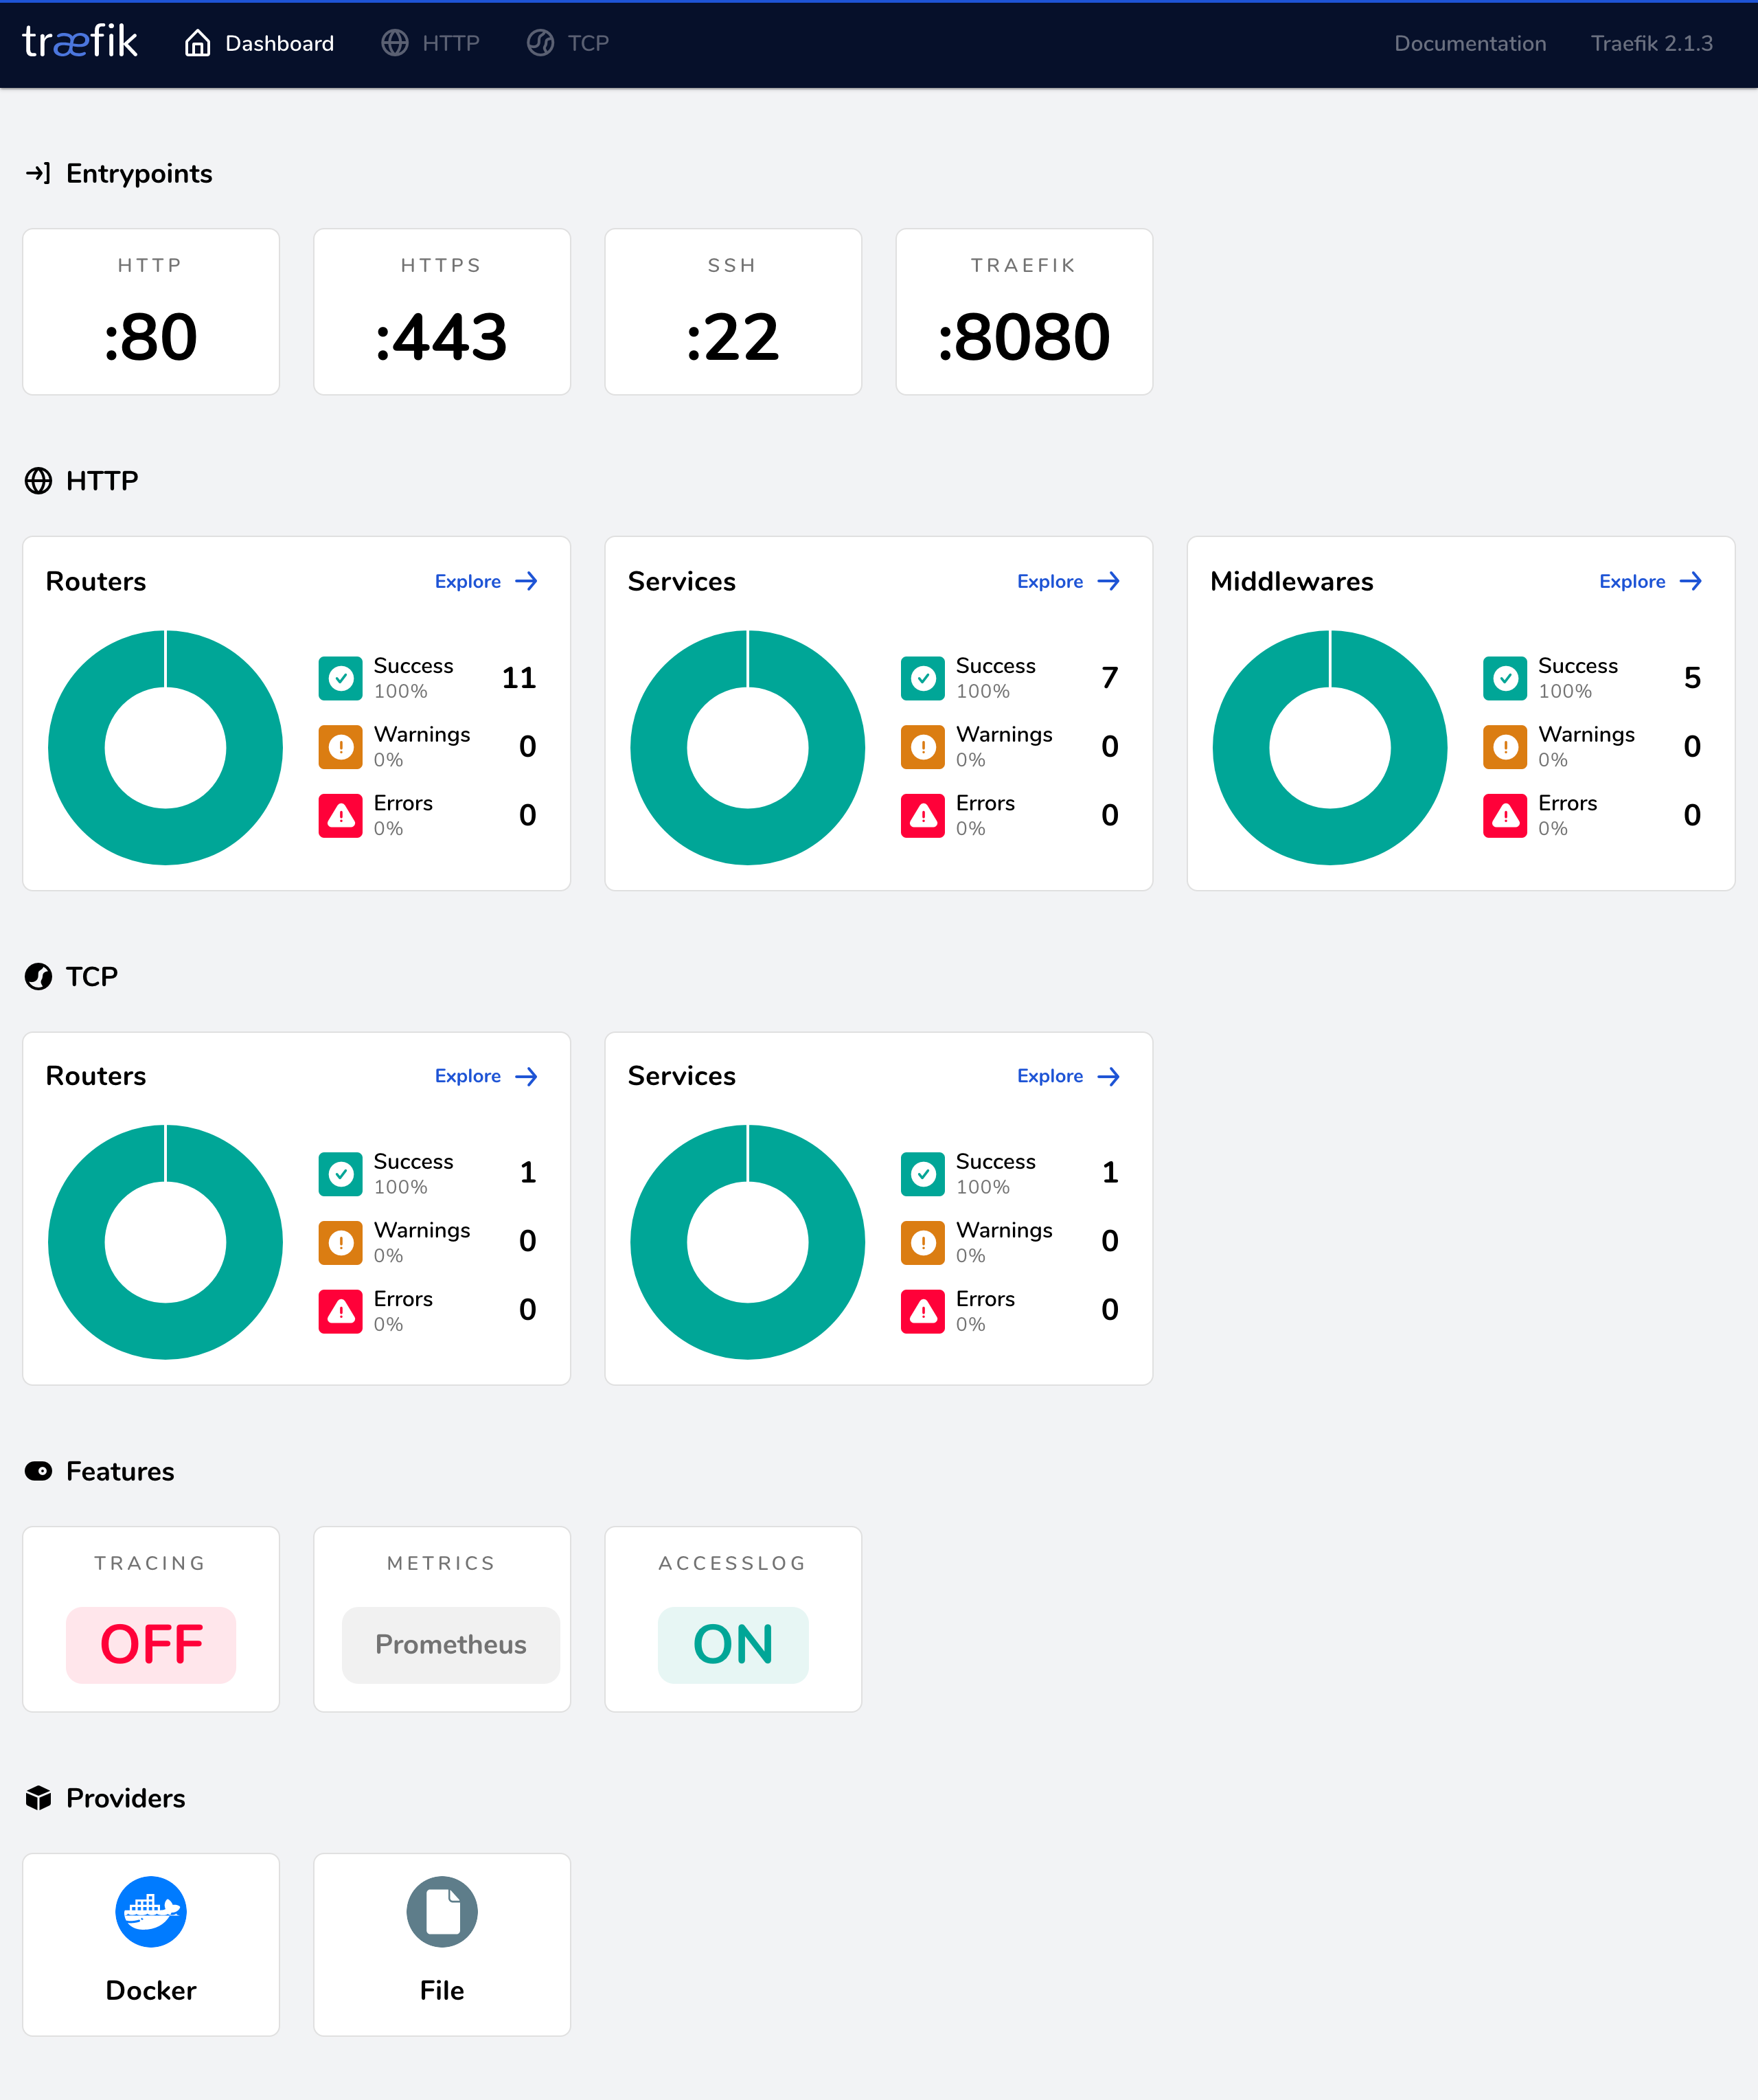 træfik Dashboard HTTP TCP Documentation Traefik 2.1.3
Entrypoints
HTTP HTTPS SSH TRAEFIK
:80 :443 :22 :8080
HTTP
Routers Explore Services Explore Middlewares Explore
Success 11 Success 7 Success 5
100% 100% 100%
Warnings 0 Warnings 0 Warnings 0
0% 0% 0%
Errors 0 Errors 0 Errors 0
0% 0% 0%
TCP
Routers Explore Services Explore
Success 1 Success 1
100% 100%
Warnings 0 Warnings 0
0% 0%
Errors 0 Errors 0
0% 0%
Features
TRACING METRICS ACCESSLOG
OFF Prometheus ON
Providers
Docker File